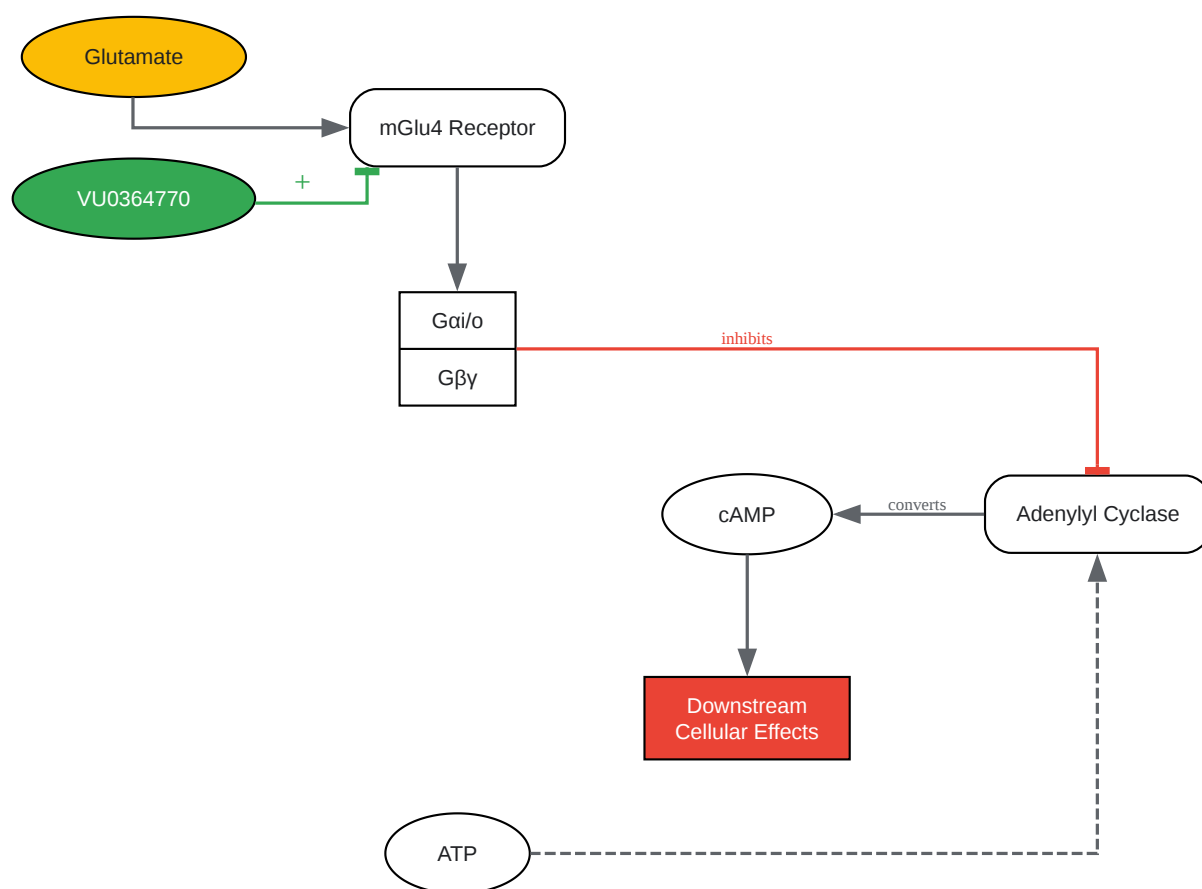 Glutamate
mGlu4 Receptor
+
VU0364770
Gαi/o
inhibits
Gβγ
cAMP
converts
Adenylyl Cyclase
Downstream
Cellular Effects
ATP